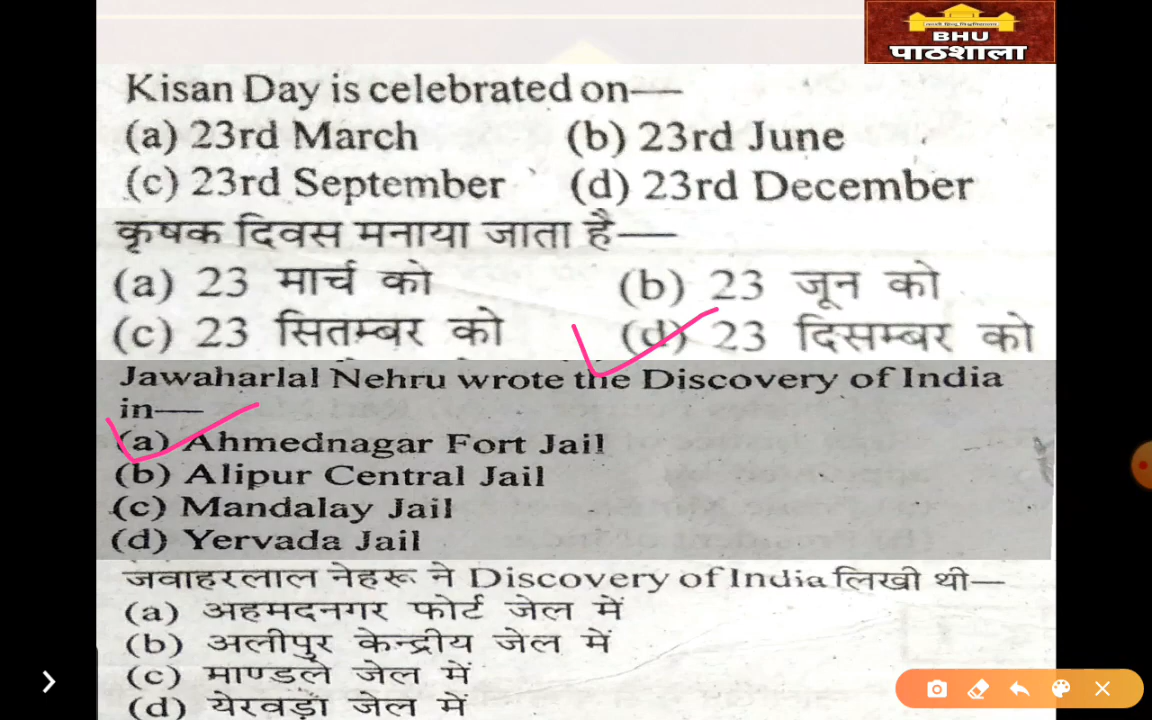 BHU
पाठशाला
Kisan Day is celebrated on—
(a) 23rd March (b) 23rd June
(c) 23rd September (d) 23rd December
कृषक दिवस मनाया जाता है—
(a) 23 मार्च को (b) 23 जून को
(c) 23 सितम्बर को (d) 23 दिसम्बर को
Jawaharlal Nehru wrote the Discovery of India
in—
(a) Ahmednagar Fort Jail
(b) Alipur Central Jail
(c) Mandalay Jail
(d) Yervada Jail
जवाहरलाल नेहरू ने Discovery of India लिखी थी—
(a) अहमदनगर फोर्ट जेल में
(b) अलीपुर केन्द्रीय जेल में
(c) माण्डले जेल में
(d) येरवड़ा जेल में